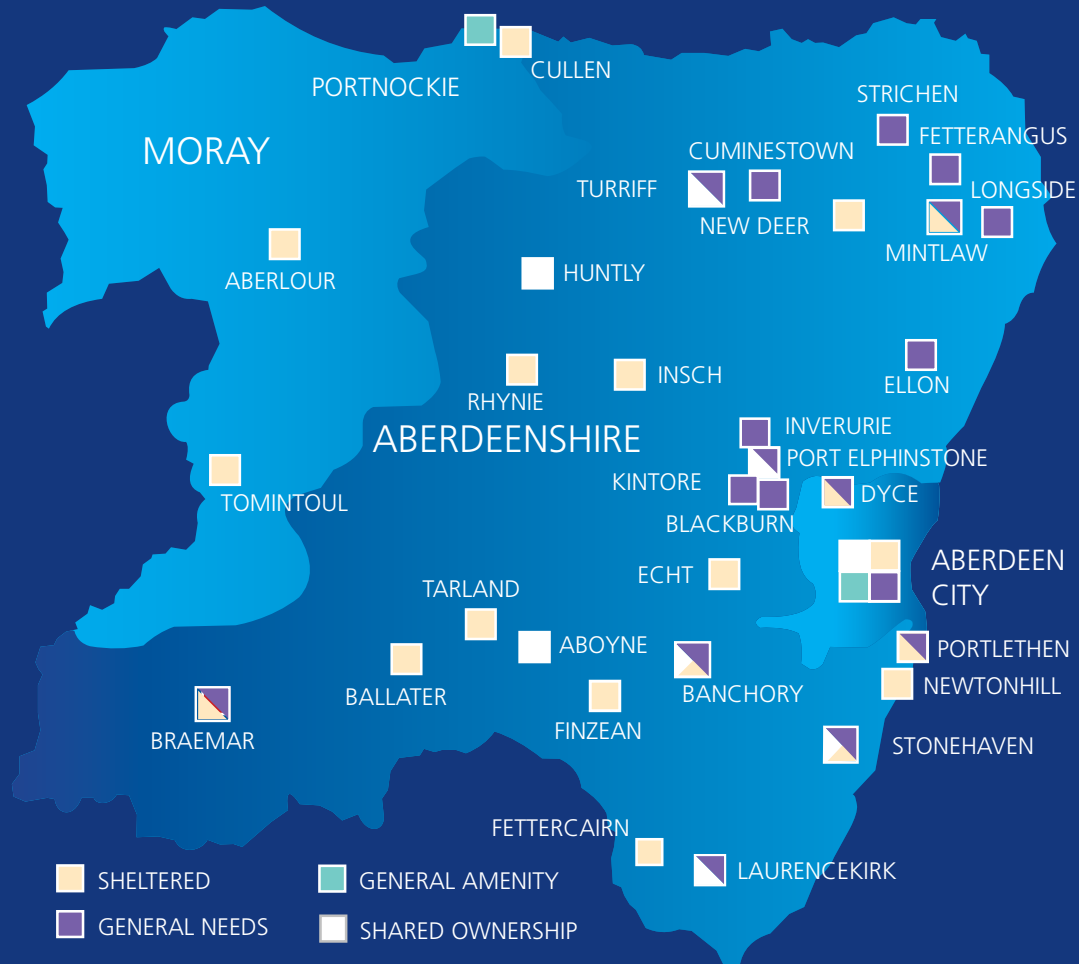 CULLEN
PORTNOCKIE
STRICHEN
FETTERANGUS
MORAY
CUMINESTOWN
TURRIFF
LONGSIDE
NEW DEER
MINTLAW
HUNTLY
ABERLOUR
INSCH
ELLON
RHYNIE
INVERURIE
ABERDEENSHIRE
PORT ELPHINSTONE
KINTORE
DYCE
TOMINTOUL
BLACKBURN
ABERDEEN
CITY
ECHT
TARLAND
ABOYNE
PORTLETHEN
NEWTONHILL
BALLATER
BANCHORY
FINZEAN
BRAEMAR
STONEHAVEN
FETTERCAIRN
LAURENCEKIRK
SHELTERED
GENERAL AMENITY
GENERAL NEEDS
SHARED OWNERSHIP